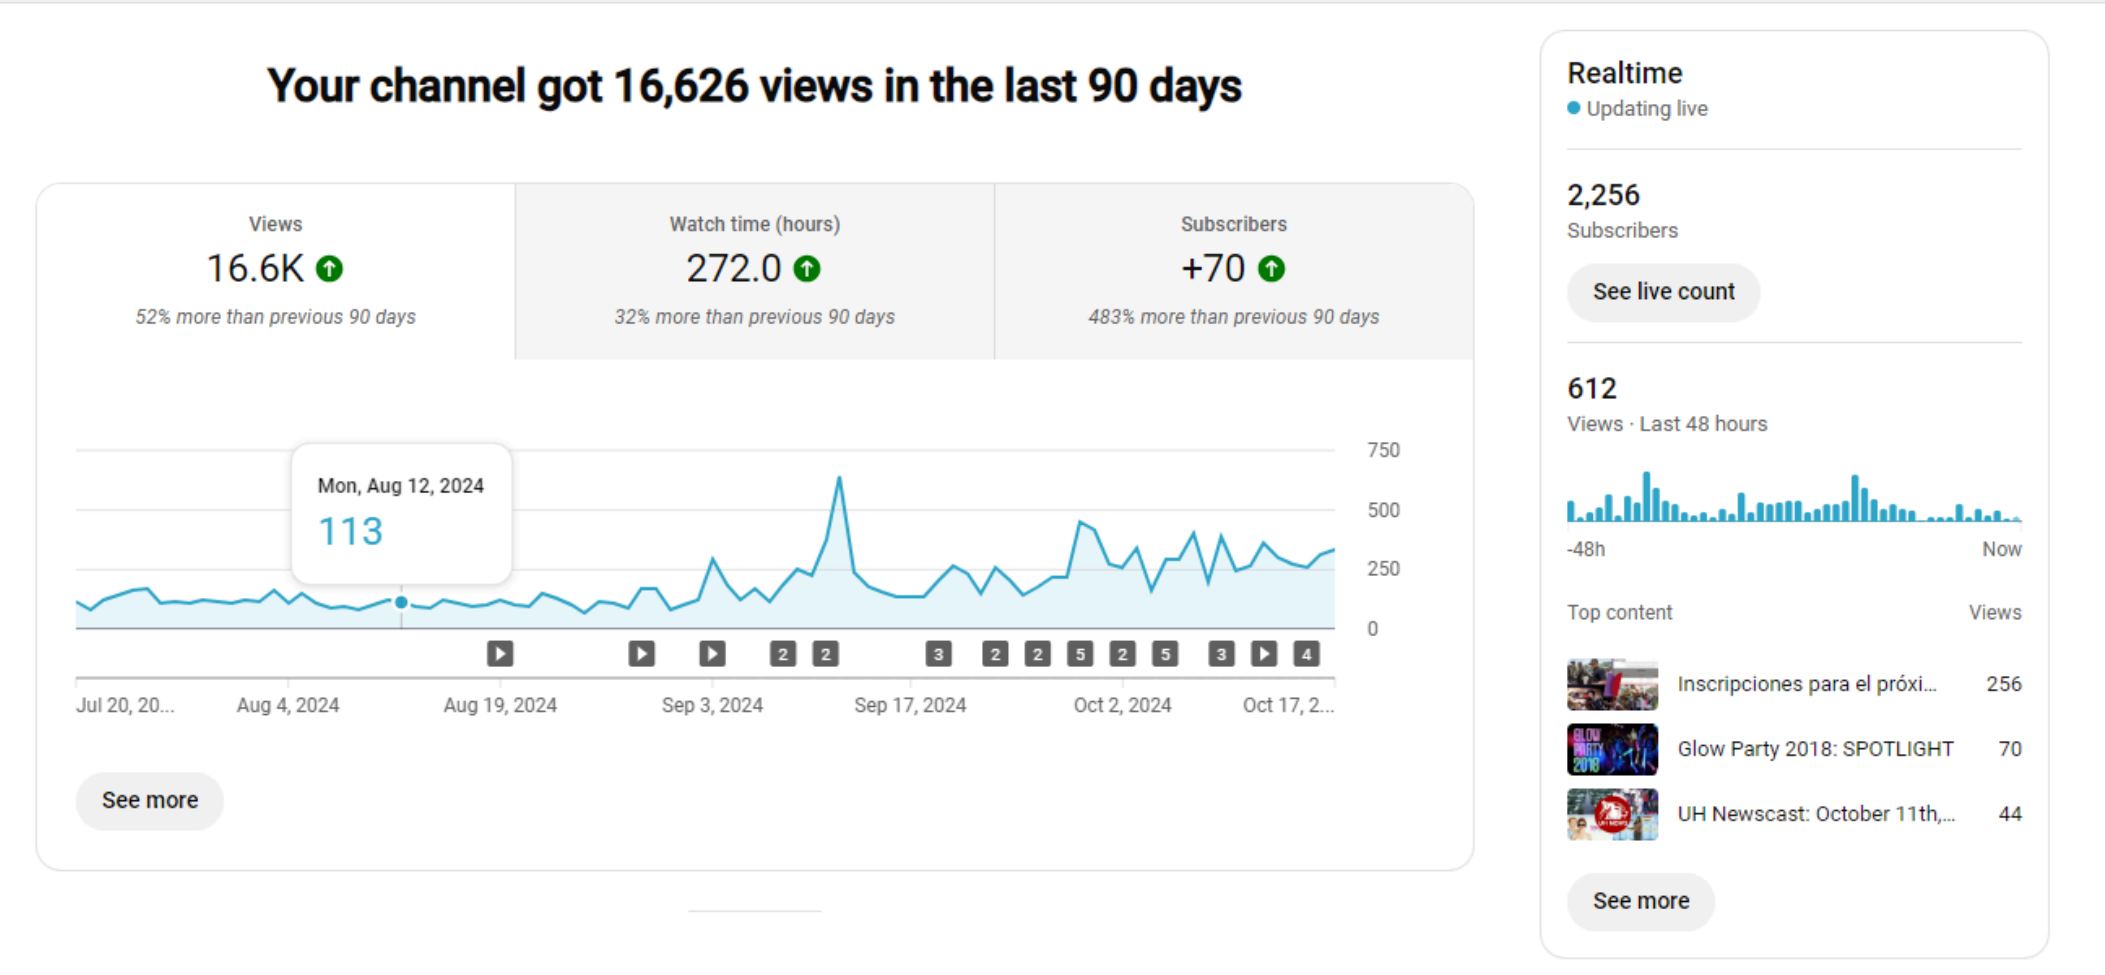 Your channel got 16,626 views in the last 90 days
Views
16.6K
52% more than previous 90 days
Watch time (hours)
272.0
32% more than previous 90 days
Subscribers
+70
483% more than previous 90 days
750
500
250
0
Mon, Aug 12, 2024
113
2 2 3 2 2 5 2 5 3 4
Jul 20, 20... Aug 4, 2024 Aug 19, 2024 Sep 3, 2024 Sep 17, 2024 Oct 2, 2024 Oct 17, 2...
See more
Realtime
Updating live
2,256
Subscribers
See live count
612
Views · Last 48 hours
-48h Now
Top content Views
Inscripciones para el próxi... 256
GLOW
PARTY
2018
Glow Party 2018: SPOTLIGHT 70
UH NEWS
UH Newscast: October 11th,... 44
See more